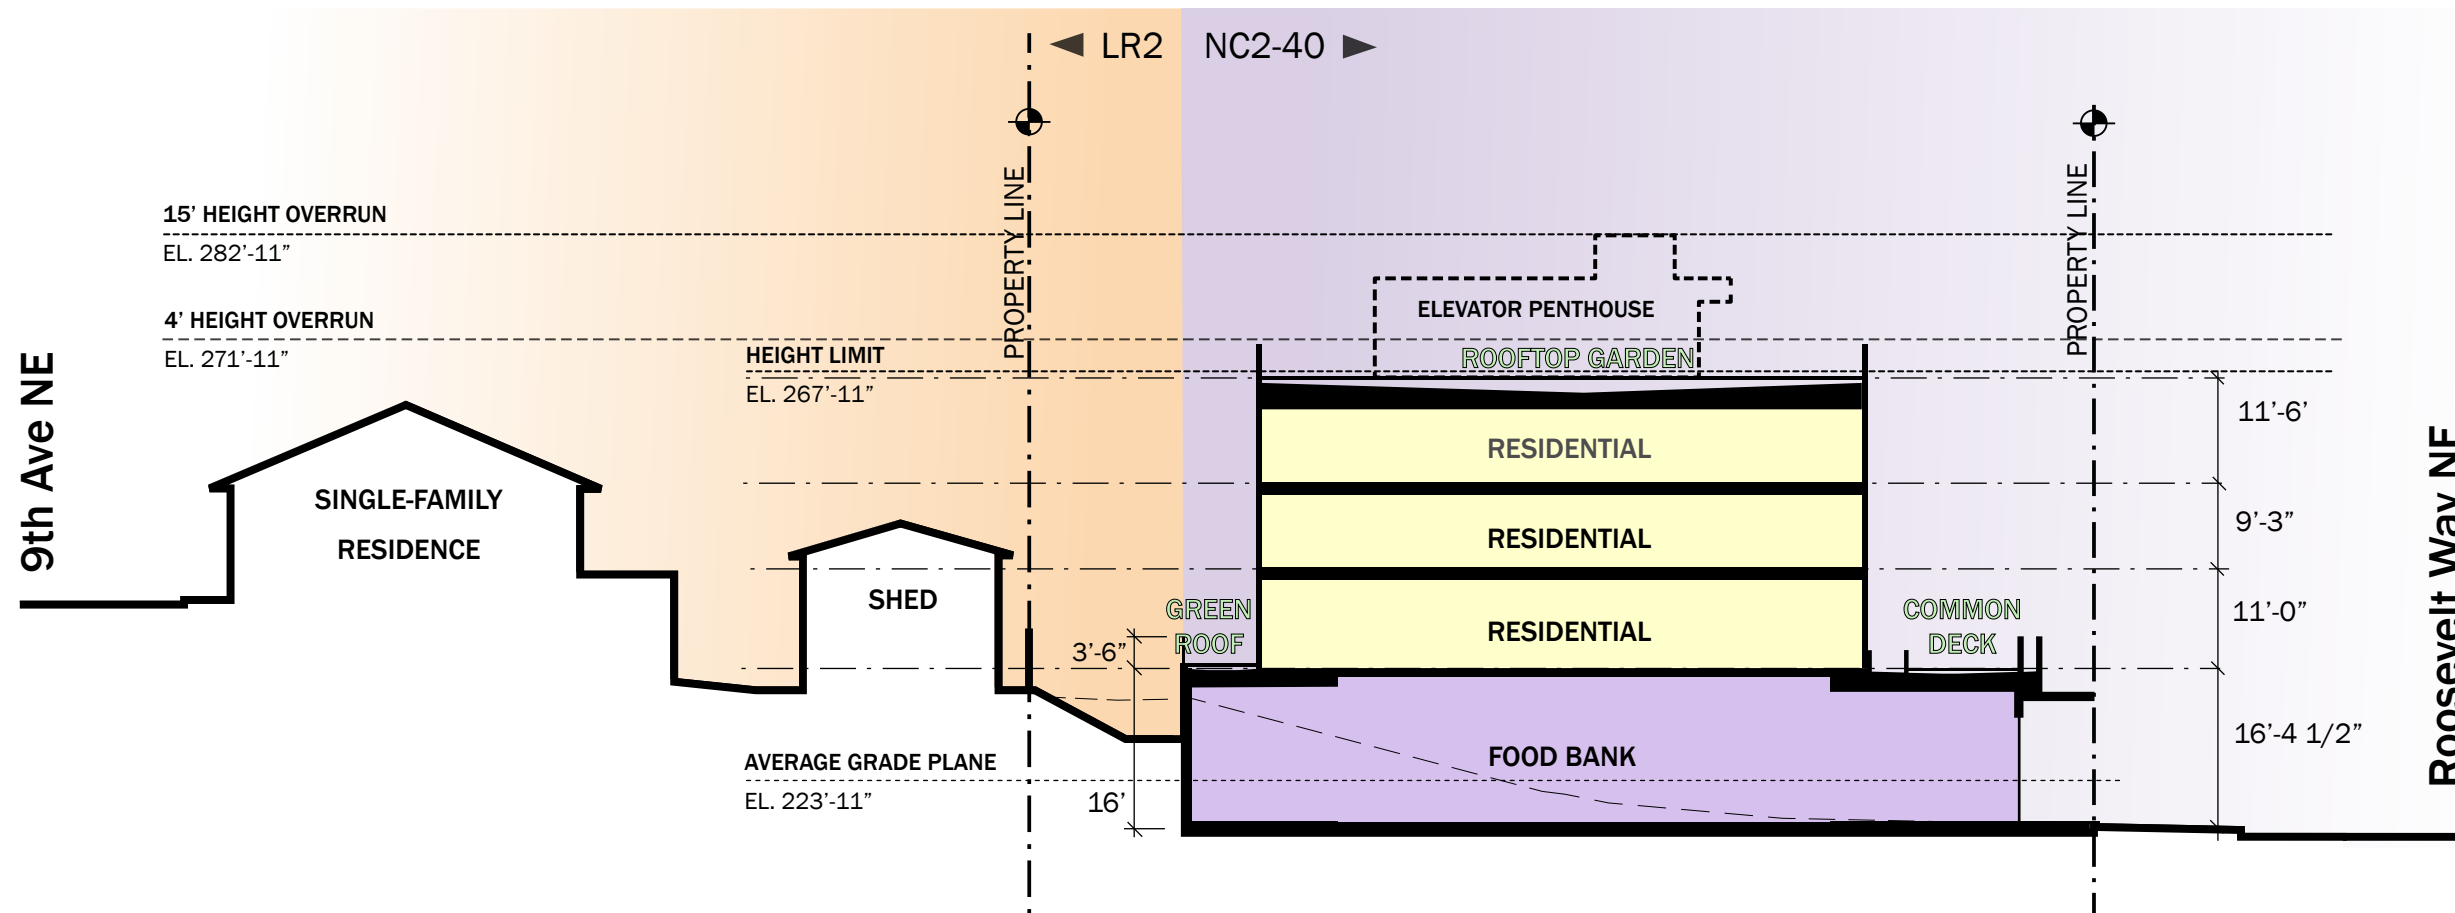 LR2
NC2-40
PROPERTY LINE
PROPERTY LINE
15’ HEIGHT OVERRUN
EL. 282’-11”
4’ HEIGHT OVERRUN
EL. 271’-11”
HEIGHT LIMIT
EL. 267’-11”
ELEVATOR PENTHOUSE
ROOFTOP GARDEN
9th Ave NE
Roosevelt Way NE
11’-6’
RESIDENTIAL
SINGLE-FAMILY
RESIDENCE
9’-3”
RESIDENTIAL
SHED
GREEN
ROOF
COMMON
DECK
11’-0”
RESIDENTIAL
3’-6”
16’-4 1/2”
FOOD BANK
AVERAGE GRADE PLANE
EL. 223’-11”
16’